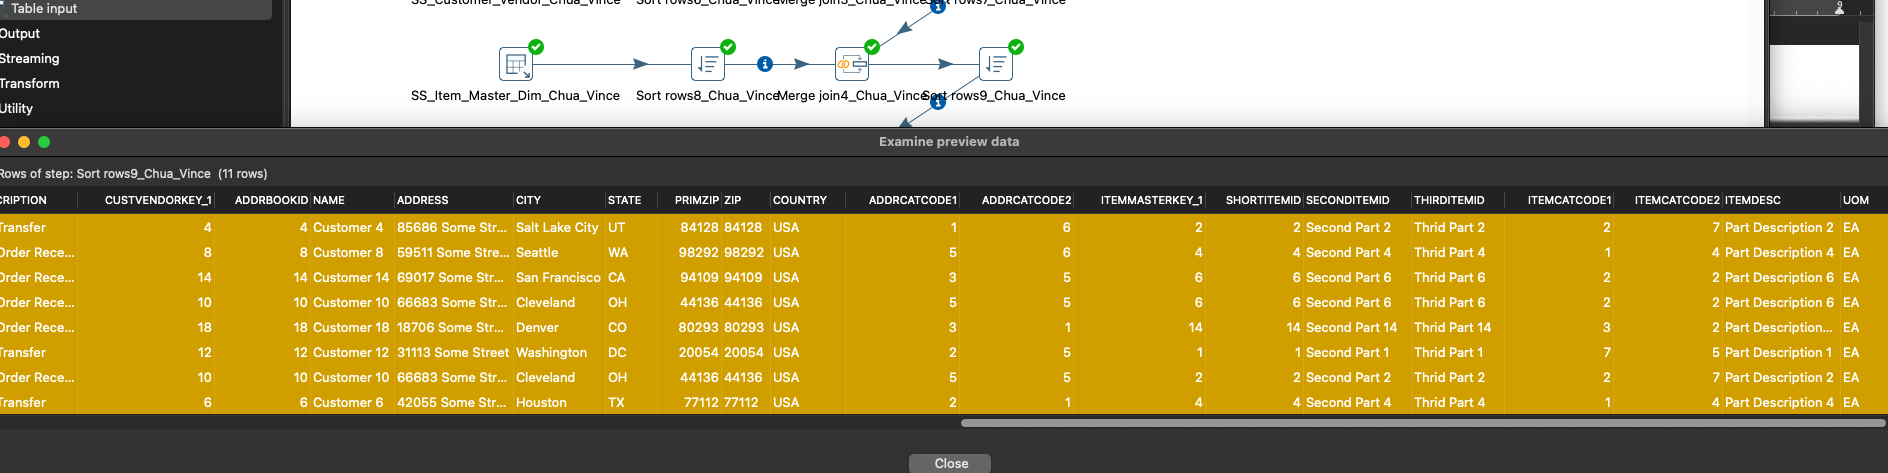 Table input
Output
Streaming
Transform
Utility
SS_Customer_Vendor_Chua_Vince Sort rows6_Chua_Vince Merge join3_Chua_Vince Sort rows7_Chua_Vince
9
SS_Item_Master_Dim_Chua_Vince Sort rows8_Chua_Vince Merge join4_Chua_Vince Sort rows9_Chua_Vince
Examine preview data
Rows of step: Sort rows9_Chua_Vince (11 rows)
CRIPTION CUSTVENDORKEY_1 ADDRBOOKID NAME ADDRESS CITY STATE PRIMZIP ZIP COUNTRY ADDRCATCODE1 ADDRCATCODE2 ITEMMASTERKEY_1 SHORTITEMID SECONDITEMID THIRDITEMID ITEMCATCODE1 ITEMCATCODE2 ITEMDESC UOM
Transfer 4 4 Customer 4 85686 Some Str... Salt Lake City UT 84128 84128 USA 1 6 2 2 Second Part 2 Thrid Part 2 2 7 Part Description 2 EA
Order Rece... 8 8 Customer 8 59511 Some Stre... Seattle WA 98292 98292 USA 5 6 4 4 Second Part 4 Thrid Part 4 1 4 Part Description 4 EA
Order Rece... 14 14 Customer 14 69017 Some Str... San Francisco CA 94109 94109 USA 3 5 6 6 Second Part 6 Thrid Part 6 2 2 Part Description 6 EA
Order Rece... 10 10 Customer 10 66683 Some Str... Cleveland OH 44136 44136 USA 5 5 6 6 Second Part 6 Thrid Part 6 2 2 Part Description 6 EA
Order Rece... 18 18 Customer 18 18706 Some Str... Denver CO 80293 80293 USA 3 1 14 14 Second Part 14 Thrid Part 14 3 2 Part Description... EA
Transfer 12 12 Customer 12 31113 Some Street Washington DC 20054 20054 USA 2 5 1 1 Second Part 1 Thrid Part 1 7 5 Part Description 1 EA
Order Rece... 10 10 Customer 10 66683 Some Str... Cleveland OH 44136 44136 USA 5 5 2 2 Second Part 2 Thrid Part 2 2 7 Part Description 2 EA
Transfer 6 6 Customer 6 42055 Some Str... Houston TX 77112 77112 USA 2 1 4 4 Second Part 4 Thrid Part 4 1 4 Part Description 4 EA
Close